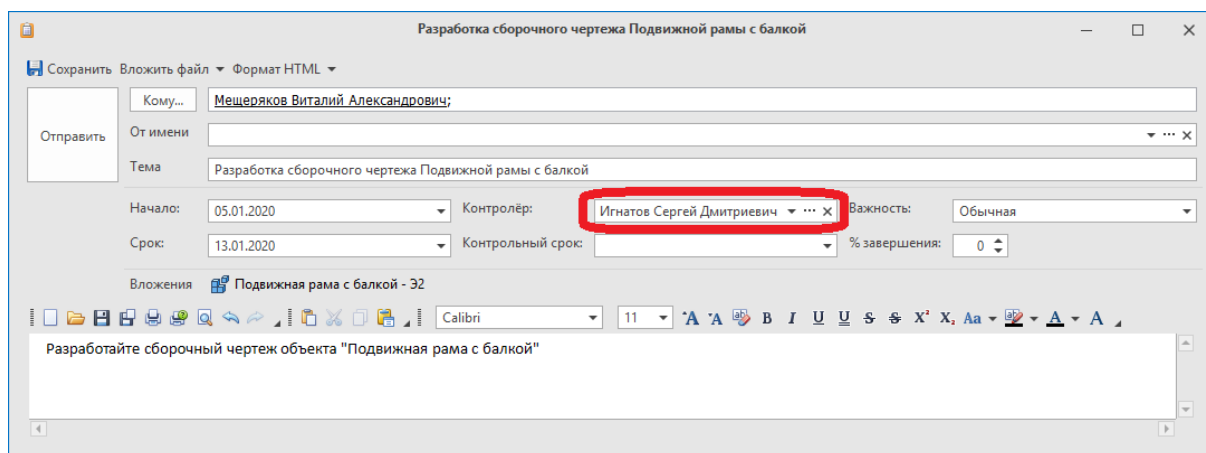 Разработка сборочного чертежа Подвижной рамы с балкой
Сохранить Вложить файл Формат HTML
Кому... Мещеряков Виталий Александрович;
Отправить От имени
Тема Разработка сборочного чертежа Подвижной рамы с балкой
Начало: 05.01.2020 Контролёр: Игнатов Сергей Дмитриевич Важность: Обычная
Срок: 13.01.2020 Контрольный срок: % завершения: 0
Вложения Подвижная рама с балкой - Э2
Calibri 11 A A B I U U S S X² X, Aa A A
Разработайте сборочный чертеж объекта "Подвижная рама с балкой"